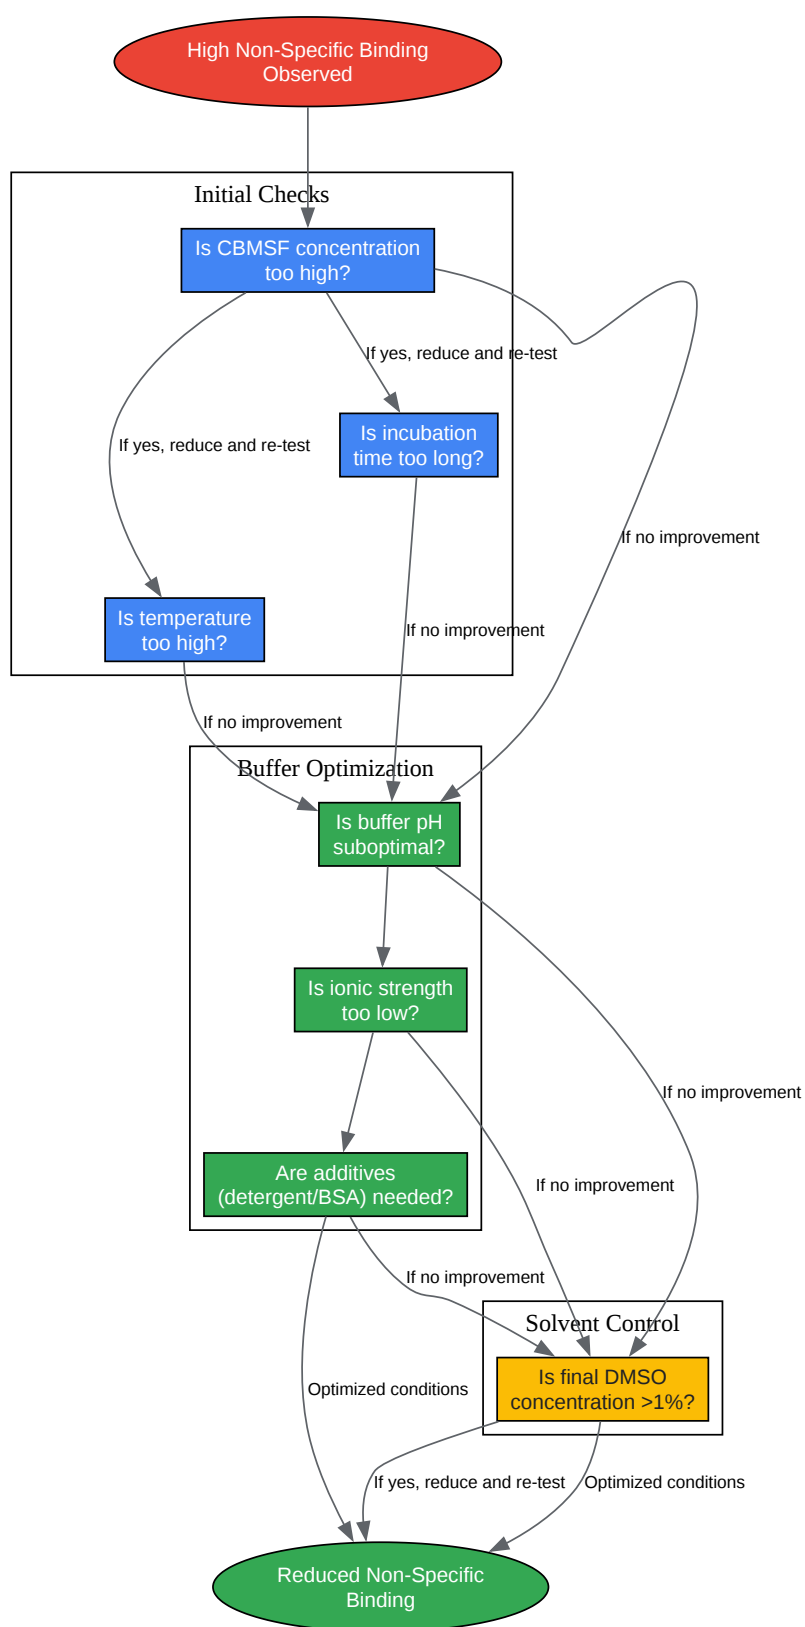 High Non-Specific Binding
Observed
Initial Checks
Is CBMSF concentration
too high?
If yes, reduce and re-test
Is incubation
time too long?
If yes, reduce and re-test
If no improvement
Is temperature
too high?
If no improvement
If no improvement
Buffer Optimization
Is buffer pH
suboptimal?
Is ionic strength
too low?
If no improvement
Are additives
(detergent/BSA) needed?
If no improvement
If no improvement
Solvent Control
Is final DMSO
concentration >1%?
Optimized conditions
If yes, reduce and re-test
Optimized conditions
Reduced Non-Specific
Binding